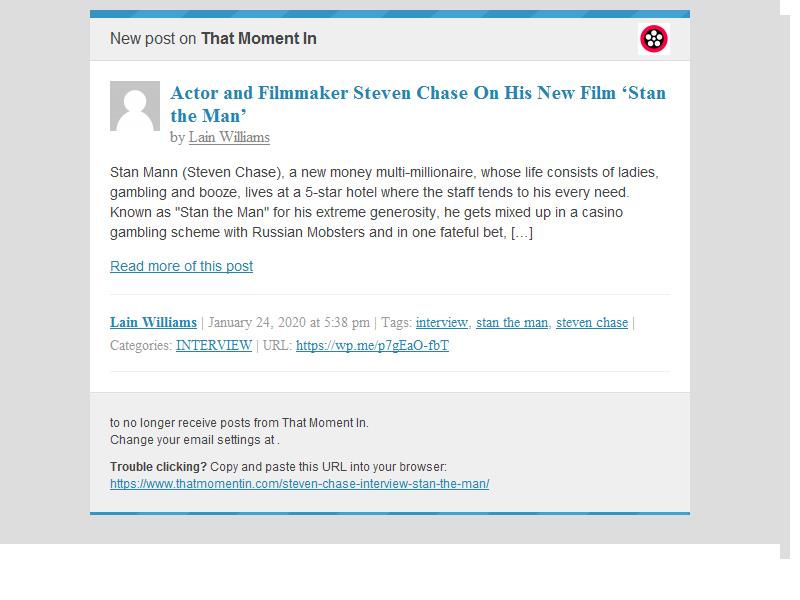 New post on That Moment In
Actor and Filmmaker Steven Chase On His New Film ‘Stan
the Man’
by Lain Williams
Stan Mann (Steven Chase), a new money multi-millionaire, whose life consists of ladies,
gambling and booze, lives at a 5-star hotel where the staff tends to his every need.
Known as "Stan the Man" for his extreme generosity, he gets mixed up in a casino
gambling scheme with Russian Mobsters and in one fateful bet, […]
Read more of this post
Lain Williams | January 24, 2020 at 5:38 pm | Tags: interview, stan the man, steven chase |
Categories: INTERVIEW | URL: https://wp.me/p7gEaO-fbT
to no longer receive posts from That Moment In.
Change your email settings at .
Trouble clicking? Copy and paste this URL into your browser:
https://www.thatmomentin.com/steven-chase-interview-stan-the-man/